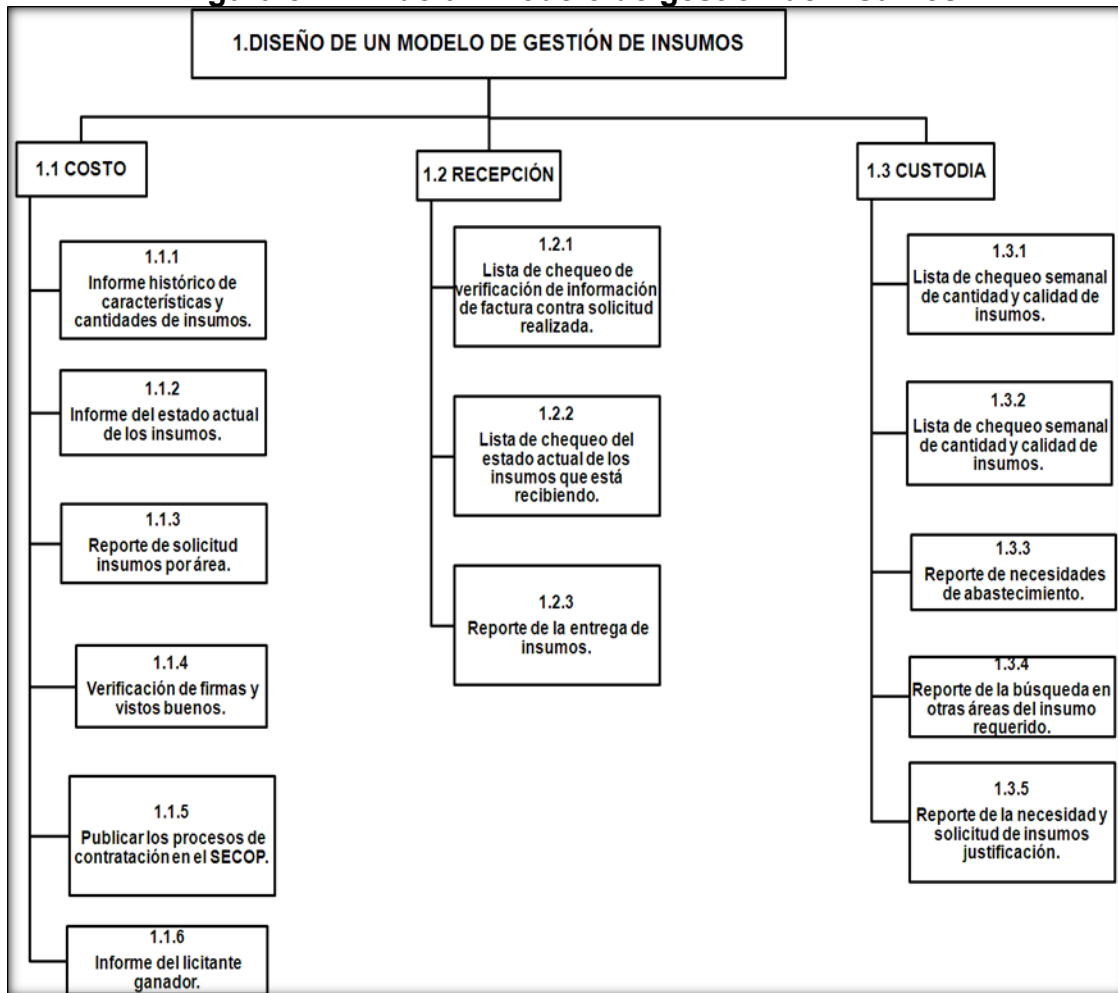 1.DISEÑO DE UN MODELO DE GESTIÓN DE INSUMOS
1.1 COSTO
1.1.1
Informe histórico de
características y
cantidades de insumos.
1.1.2
Informe del estado actual
de los insumos.
1.1.3
Reporte de solicitud
insumos por área.
1.1.4
Verificación de firmas y
vistos buenos.
1.1.5
Publicar los procesos de
contratación en el SECOP.
1.1.6
Informe del licitante
ganador.
1.2 RECEPCIÓN
1.2.1
Lista de chequeo de
verificación de información
de factura contra solicitud
realizada.
1.2.2
Lista de chequeo del
estado actual de los
insumos que está
recibiendo.
1.2.3
Reporte de la entrega de
insumos.
1.3 CUSTODIA
1.3.1
Lista de chequeo semanal
de cantidad y calidad de
insumos.
1.3.2
Lista de chequeo semanal
de cantidad y calidad de
insumos.
1.3.3
Reporte de necesidades
de abastecimiento.
1.3.4
Reporte de la búsqueda en
otras áreas del insumo
requerido.
1.3.5
Reporte de la necesidad y
solicitud de insumos
justificación.